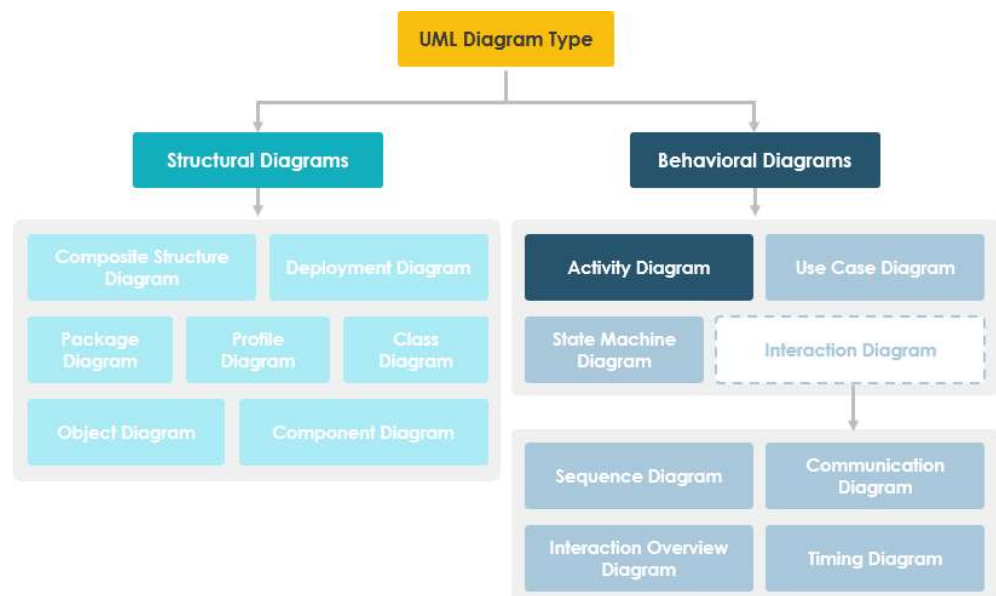 UML Diagram Type
Structural Diagrams
Behavioral Diagrams
Composite Structure
Diagram
Deployment Diagram
Package
Diagram
Profile
Diagram
Class
Diagram
Object Diagram
Component Diagram
Activity Diagram
Use Case Diagram
State Machine
Diagram
Interaction Diagram
Sequence Diagram
Communication
Diagram
Interaction Overview
Diagram
Timing Diagram